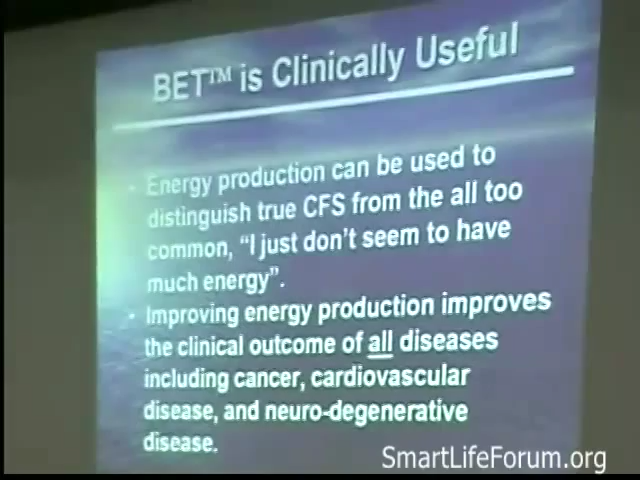 BET™ is Clinically Useful
• Energy production can be used to
distinguish true CFS from the all too
common, "I just don't seem to have
much energy".
• Improving energy production improves
the clinical outcome of all diseases
including cancer, cardiovascular
disease, and neuro-degenerative
disease.
SmartLifeForum.org